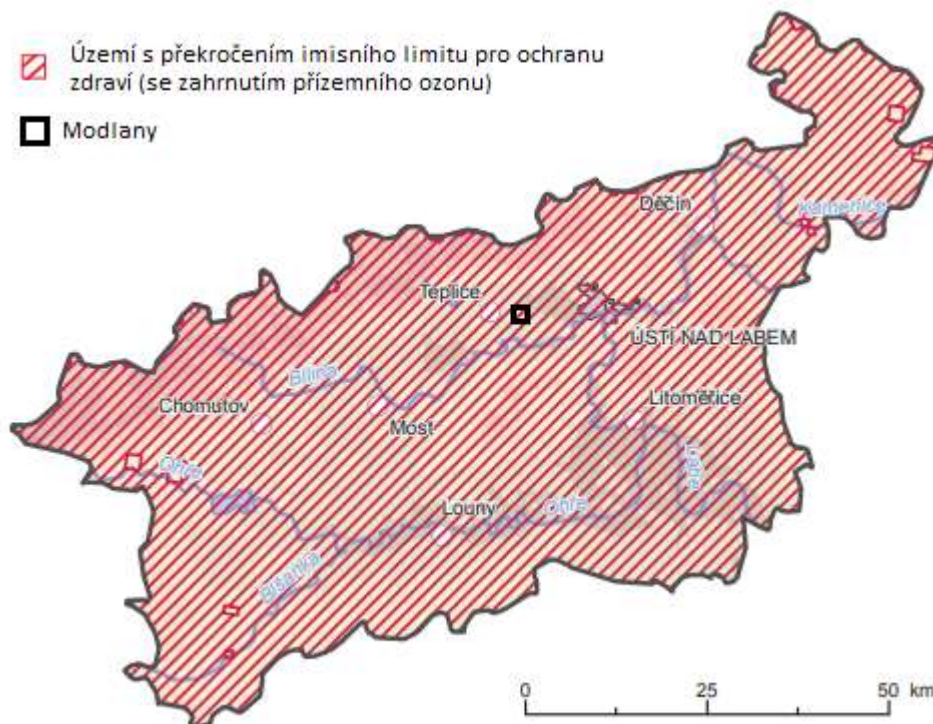 Území s překročením imisního limitu pro ochranu
zdraví (se zahrnutím přízemního ozonu)
Modlany
Děčín
Kamenice
Teplice
ÚSTÍ NAD LABEM
Bílina
Chomutov
Most
Litoměřice
Labe
Ohře
Louny
Ohře
Blšanka
0 25 50 km